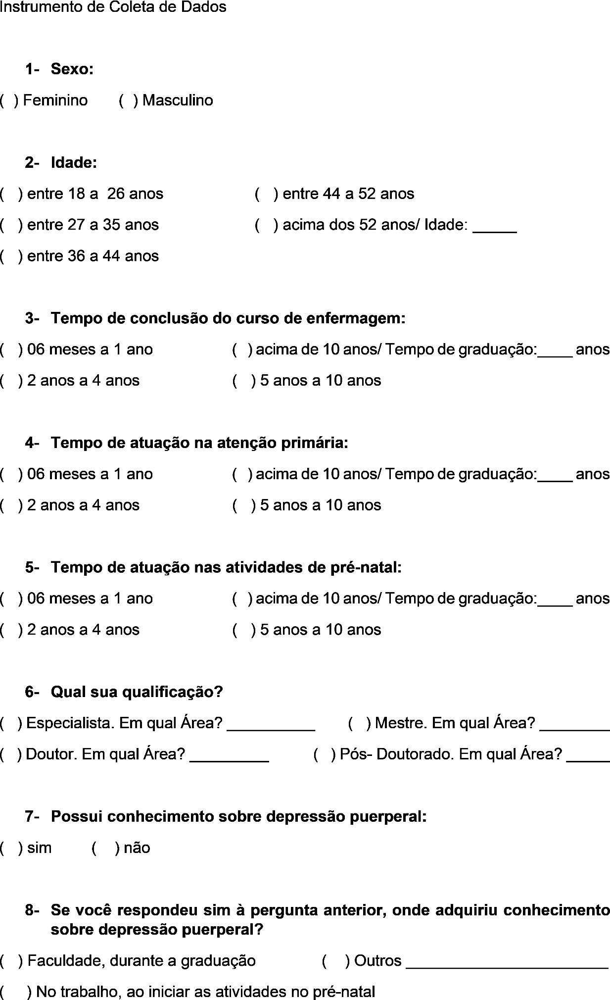 Instrumento de Coleta de Dados
1- Sexo:
( ) Feminino ( ) Masculino
2- Idade:
( ) entre 18 a 26 anos ( ) entre 44 a 52 anos
( ) entre 27 a 35 anos ( ) acima dos 52 anos/ Idade: _____
( ) entre 36 a 44 anos
3- Tempo de conclusão do curso de enfermagem:
( ) 06 meses a 1 ano ( ) acima de 10 anos/ Tempo de graduação:____ anos
( ) 2 anos a 4 anos ( ) 5 anos a 10 anos
4- Tempo de atuação na atenção primária:
( ) 06 meses a 1 ano ( ) acima de 10 anos/ Tempo de graduação:____ anos
( ) 2 anos a 4 anos ( ) 5 anos a 10 anos
5- Tempo de atuação nas atividades de pré-natal:
( ) 06 meses a 1 ano ( ) acima de 10 anos/ Tempo de graduação:____ anos
( ) 2 anos a 4 anos ( ) 5 anos a 10 anos
6- Qual sua qualificação?
( ) Especialista. Em qual Área? __________ ( ) Mestre. Em qual Área? ________
( ) Doutor. Em qual Área? _________ ( ) Pós- Doutorado. Em qual Área? _____
7- Possui conhecimento sobre depressão puerperal:
( ) sim ( ) não
8- Se você respondeu sim à pergunta anterior, onde adquiriu conhecimento
sobre depressão puerperal?
( ) Faculdade, durante a graduação ( ) Outros _______________________
( ) No trabalho, ao iniciar as atividades no pré-natal